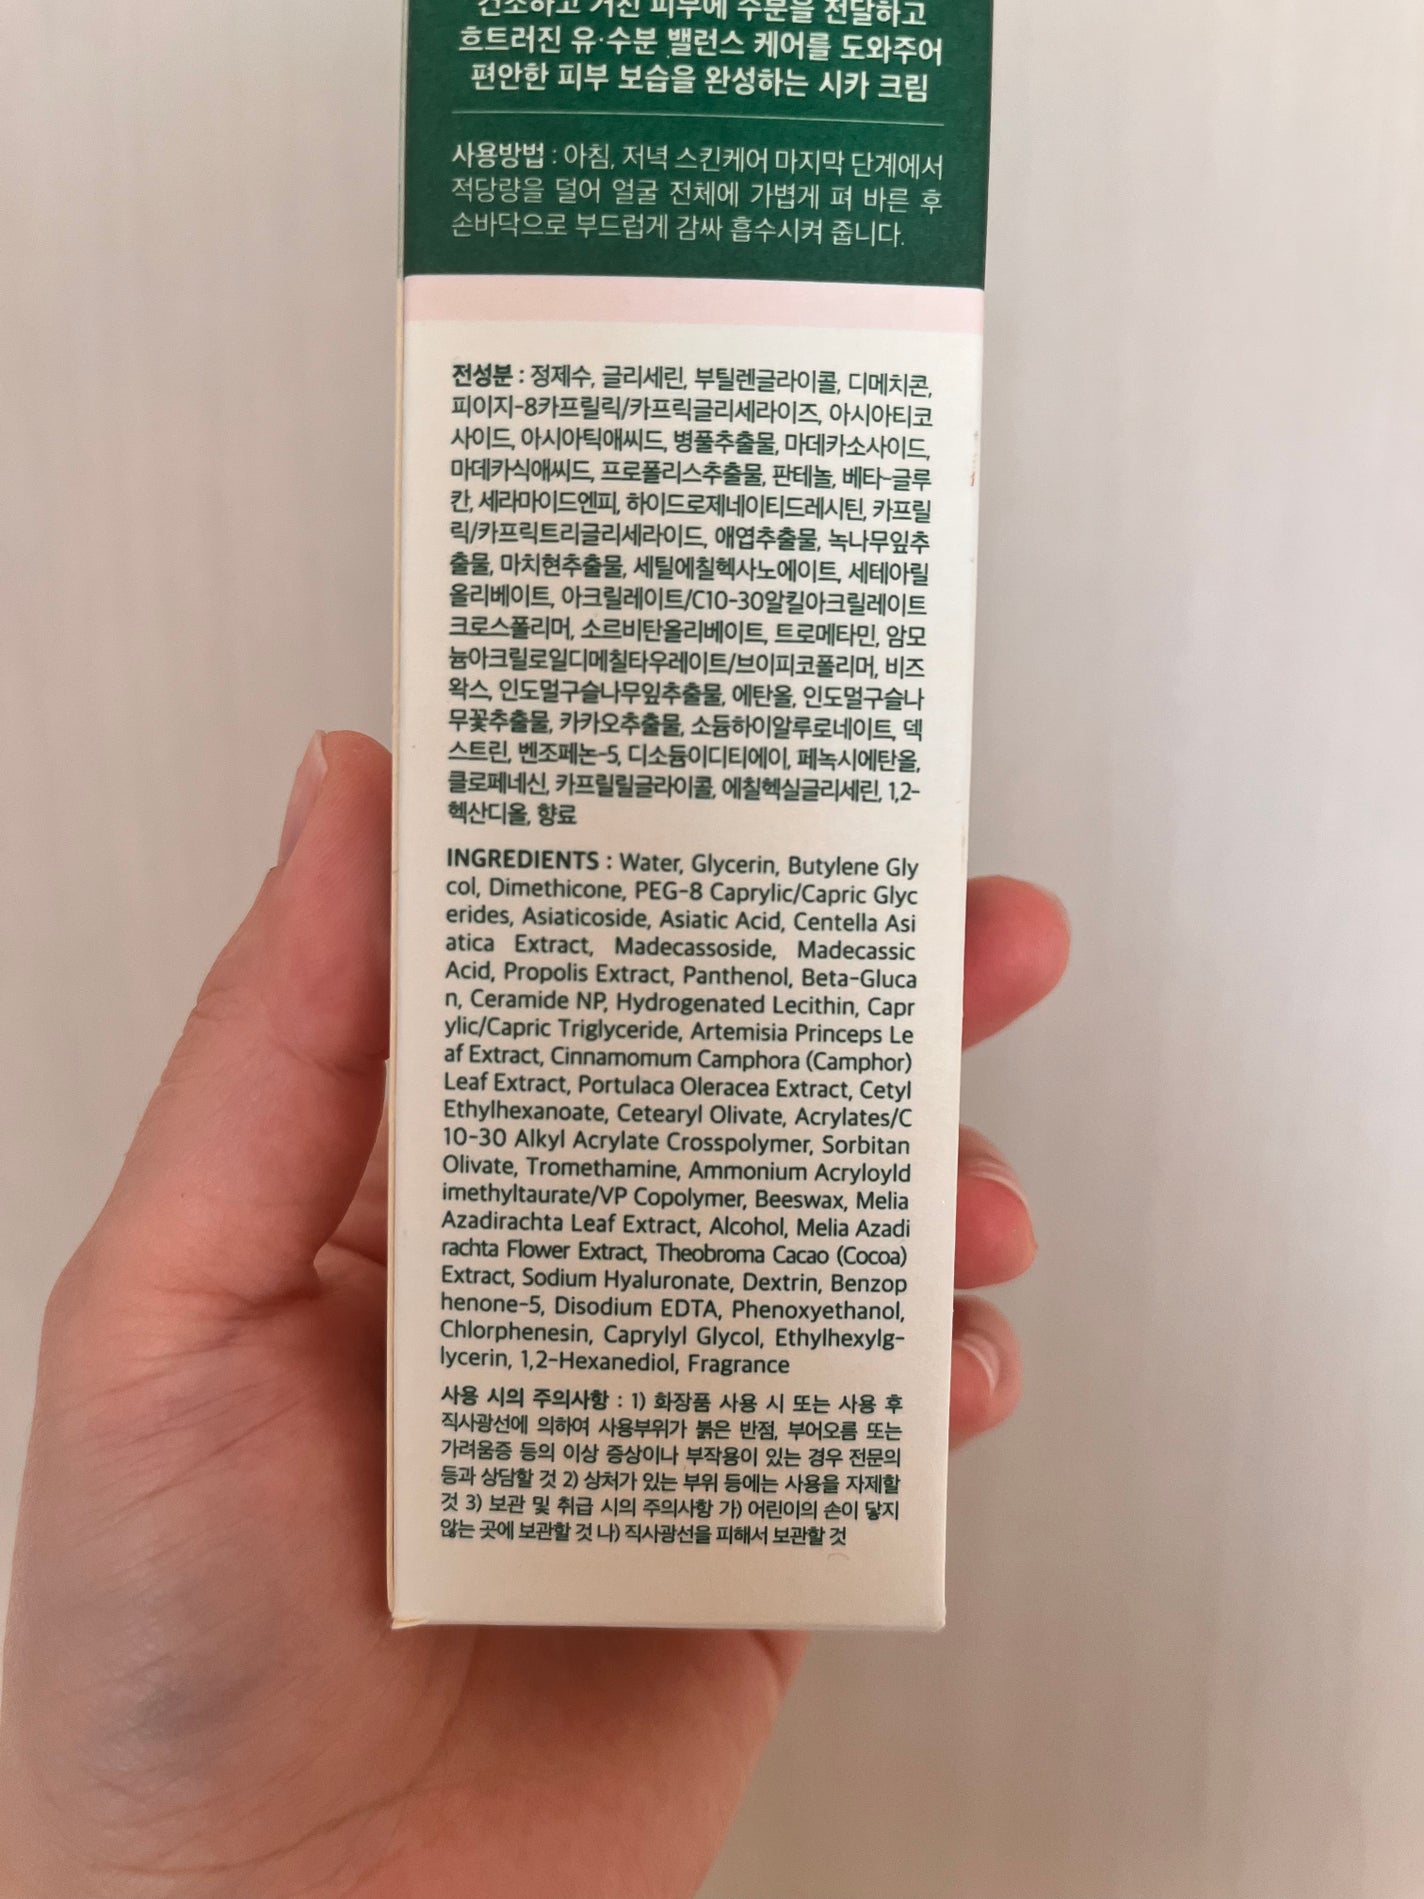 건조하고 거친 피부에 수분을 전달하고
흐트러진 유·수분 밸런스 케어를 도와주어
편안한 피부 보습을 완성하는 시카 크림
사용방법 : 아침, 저녁 스킨케어 마지막 단계에서
적당량을 덜어 얼굴 전체에 가볍게 펴 바른 후
손바닥으로 부드럽게 감싸 흡수시켜 줍니다.
전성분 : 정제수, 글리세린, 부틸렌글라이콜, 디메치콘,
피이지-8카프릴릭/카프릭글리세라이즈, 아시아티코
사이드, 아시아틱애씨드, 병풀추출물, 마데카소사이드,
마데카식애씨드, 프로폴리스추출물, 판테놀, 베타-글루
칸, 세라마이드엔피, 하이드로제네이티드레시틴, 카프릴
릭/카프릭트리글리세라이드, 애엽추출물, 녹나무잎추
출물, 마치현추출물, 세틸에칠헥사노에이트, 세테아릴
올리베이트, 아크릴레이트/C10-30알킬아크릴레이트
크로스폴리머, 소르비탄올리베이트, 트로메타민, 암모
늄아크릴로일디메칠타우레이트/브이피코폴리머, 비즈
왁스, 인도멀구슬나무잎추출물, 에탄올, 인도멀구슬나
무꽃추출물, 카카오추출물, 소듐하이알루로네이트, 덱
스트린, 벤조페논-5, 디소듐이디티에이, 페녹시에탄올,
클로페네신, 카프릴릴글라이콜, 에칠헥실글리세린, 1,2-
헥산디올, 향료
INGREDIENTS : Water, Glycerin, Butylene Gly
col, Dimethicone, PEG-8 Caprylic/Capric Glyc
erides, Asiaticoside, Asiatic Acid, Centella Asi
atica Extract, Madecassoside, Madecassic
Acid, Propolis Extract, Panthenol, Beta-Gluca
n, Ceramide NP, Hydrogenated Lecithin, Capr
ylic/Capric Triglyceride, Artemisia Princeps Le
af Extract, Cinnamomum Camphora (Camphor)
Leaf Extract, Portulaca Oleracea Extract, Cetyl
Ethylhexanoate, Cetearyl Olivate, Acrylates/C
10-30 Alkyl Acrylate Crosspolymer, Sorbitan
Olivate, Tromethamine, Ammonium Acryloyld
imethyltaurate/VP Copolymer, Beeswax, Melia
Azadirachta Leaf Extract, Alcohol, Melia Azadi
rachta Flower Extract, Theobroma Cacao (Cocoa)
Extract, Sodium Hyaluronate, Dextrin, Benzop
henone-5, Disodium EDTA, Phenoxyethanol,
Chlorphenesin, Caprylyl Glycol, Ethylhexylg-
lycerin, 1,2-Hexanediol, Fragrance
사용 시의 주의사항 : 1) 화장품 사용 시 또는 사용 후
직사광선에 의하여 사용부위가 붉은 반점, 부어오름 또는
가려움증 등의 이상 증상이나 부작용이 있는 경우 전문의
등과 상담할 것 2) 상처가 있는 부위 등에는 사용을 자제할
것 3) 보관 및 취급 시의 주의사항 가) 어린이의 손이 닿지
않는 곳에 보관할 것 나) 직사광선을 피해서 보관할 것